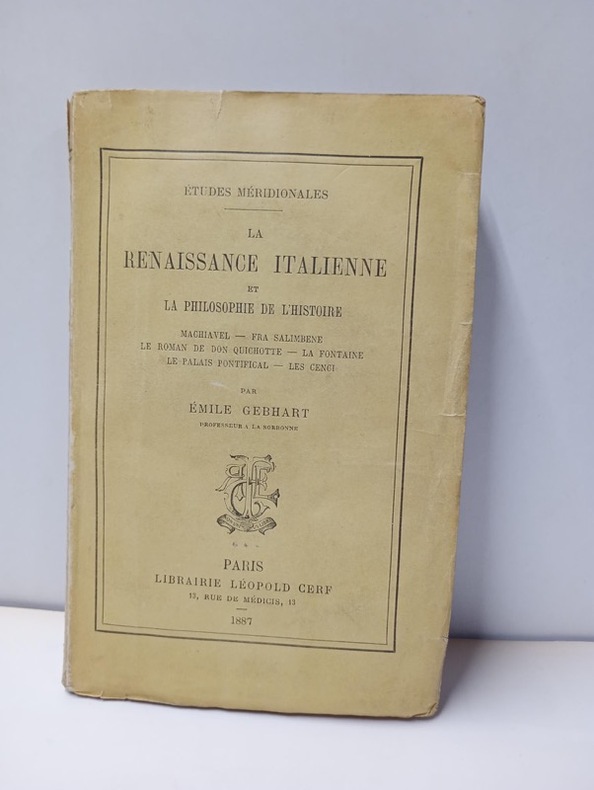 ÉTUDES MÉRIDIONALES
LA
RENAISSANCE ITALIENNE
ET
LA PHILOSOPHIE DE L'HISTOIRE
MACHIAVEL — FRA SALIMBENE
LE ROMAN DE DON QUICHOTTE — LA FONTAINE
LE PALAIS PONTIFICAL — LES CENCI
PAR
ÉMILE GEBHART
PROFESSEUR A LA SORBONNE
PARIS
LIBRAIRIE LÉOPOLD CERF
13, RUE DE MÉDICIS, 13
1887